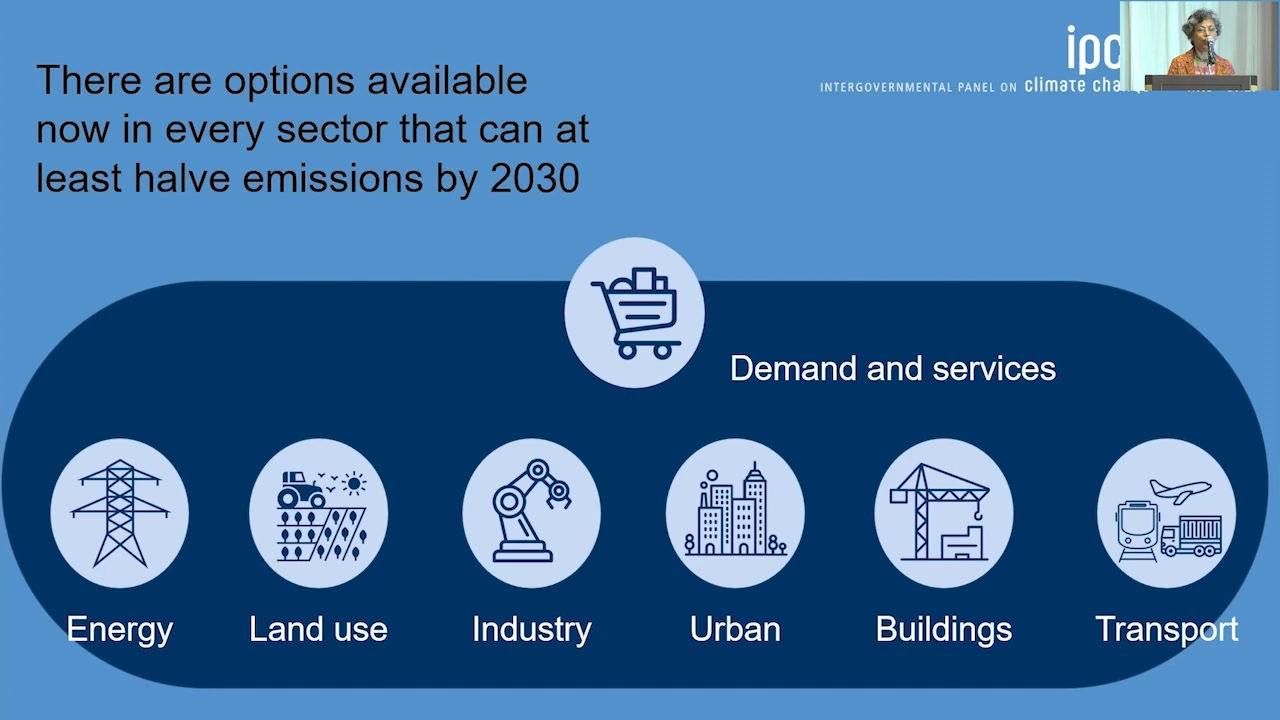 There are options available
now in every sector that can at
least halve emissions by 2030
INTERGOVERNMENTAL PANEL ON climate
Demand and services
Energy
Land use
Industry
Urban
Buildings
Transport